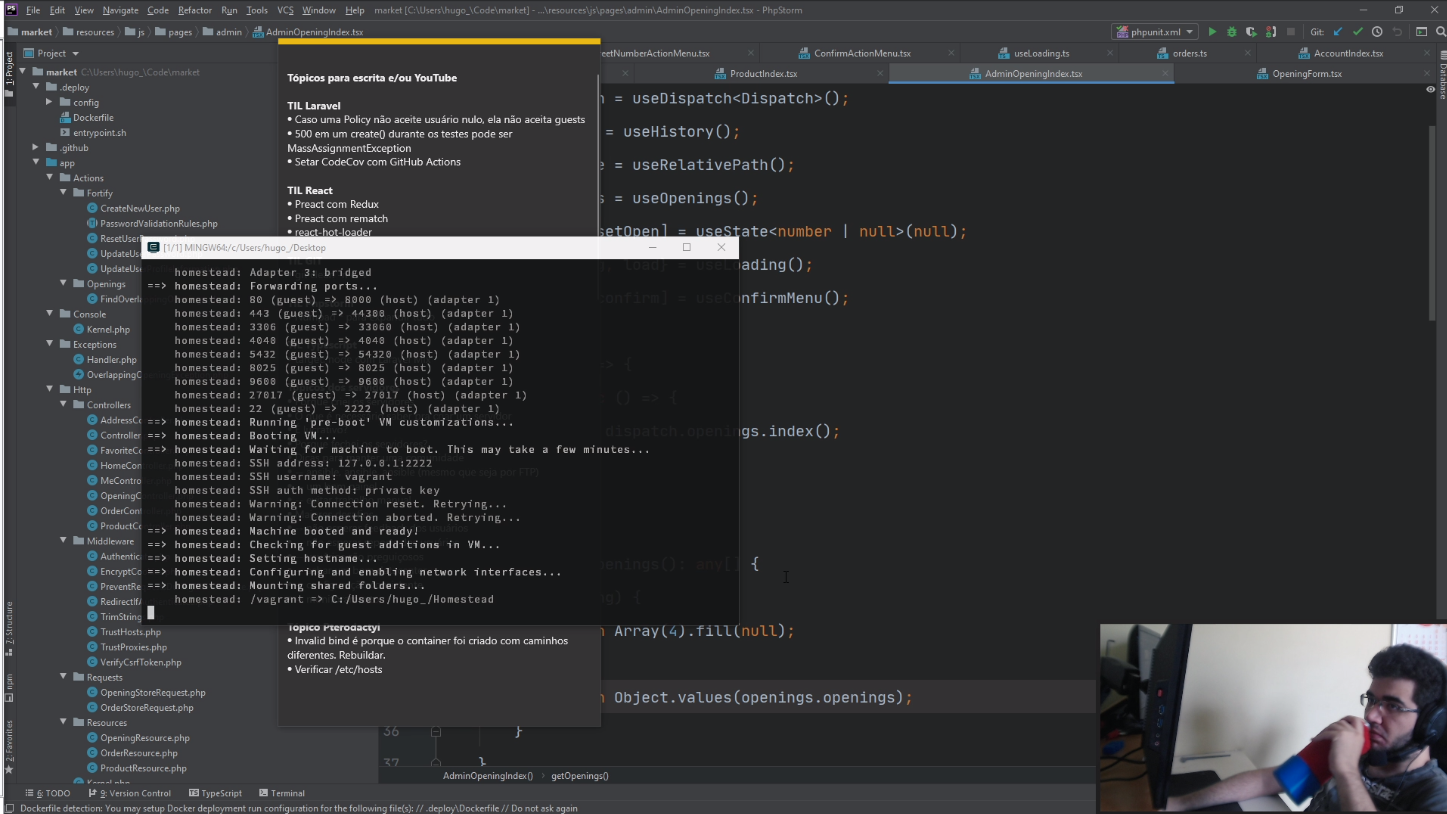 File Edit View Navigate Code Refactor Run Tools VCS Window Help market [C:\Users\hugo_\Code\market] - ...\resources\js\pages\admin\AdminOpeningIndex.tsx - PhpStorm
market resources js pages admin AdminOpeningIndex.tsx
phpunit.xml Git:
Project
eetNumberActionMenu.tsx ConfirmActionMenu.tsx useLoading.ts orders.ts AccountIndex.tsx
ProductIndex.tsx AdminOpeningIndex.tsx OpeningForm.tsx
1: Project
Database
market C:\Users\hugo_\Code\market
.deploy
config
Dockerfile
entrypoint.sh
.github
app
Actions
Fortify
CreateNewUser.php
PasswordValidationRules.php
ResetUser
UpdateUse
UpdateUse
Openings
FindOverla
Console
Kernel.php
Exceptions
Handler.php
OverlappingO
Http
Controllers
AddressCo
Controller
FavoriteCo
HomeCon
MeContro
OpeningC
OrderCont
ProductCo
Middleware
Authentic
EncryptCo
PreventRe
RedirectIfA
TrimString
TrustHosts.php
TrustProxies.php
VerifyCsrfToken.php
Requests
OpeningStoreRequest.php
OrderStoreRequest.php
Resources
OpeningResource.php
OrderResource.php
ProductResource.php
Kernel.php
Tópicos para escrita e/ou YouTube
TIL Laravel
• Caso uma Policy não aceite usuário nulo, ela não aceita guests
• 500 em um create() durante os testes pode ser
MassAssignmentException
• Setar CodeCov com GitHub Actions
TIL React
• Preact com Redux
• Preact com rematch
• react-hot-loader
[1/1] MINGW64:/c/Users/hugo_/Desktop
homestead: Adapter 3: bridged
==> homestead: Forwarding ports...
homestead: 80 (guest) => 8000 (host) (adapter 1)
homestead: 443 (guest) => 44300 (host) (adapter 1)
homestead: 3306 (guest) => 33060 (host) (adapter 1)
homestead: 4040 (guest) => 4040 (host) (adapter 1)
homestead: 5432 (guest) => 54320 (host) (adapter 1)
homestead: 8025 (guest) => 8025 (host) (adapter 1)
homestead: 9600 (guest) => 9600 (host) (adapter 1)
homestead: 27017 (guest) => 27017 (host) (adapter 1)
homestead: 22 (guest) => 2222 (host) (adapter 1)
==> homestead: Running 'pre-boot' VM customizations...
==> homestead: Booting VM...
==> homestead: Waiting for machine to boot. This may take a few minutes...
homestead: SSH address: 127.0.0.1:2222
homestead: SSH username: vagrant
homestead: SSH auth method: private key
homestead: Warning: Connection reset. Retrying...
homestead: Warning: Connection aborted. Retrying...
==> homestead: Machine booted and ready!
==> homestead: Checking for guest additions in VM...
==> homestead: Setting hostname...
==> homestead: Configuring and enabling network interfaces...
==> homestead: Mounting shared folders...
homestead: /vagrant => C:/Users/hugo_/Homestead
Tópico Pterodactyl
• Invalid bind é porque o container foi criado com caminhos
diferentes. Rebuildar.
• Verificar /etc/hosts
= useDispatch<Dispatch>();
= useHistory();
= useRelativePath();
= useOpenings();
setOpen] = useState<number | null>(null);
load} = useLoading();
confirm] = useConfirmMenu();
=> {
() => {
dispatch.openings.index();
penings(): any[] {
] {
Array(4).fill(null);
Object.values(openings.openings);
36 }
37 }
AdminOpeningIndex() getOpenings()
Z: Structure
npm
2: Favorites
6: TODO 9: Version Control TypeScript Terminal
Dockerfile detection: You may setup Docker deployment run configuration for the following file(s): // .deploy\Dockerfile // Do not ask again